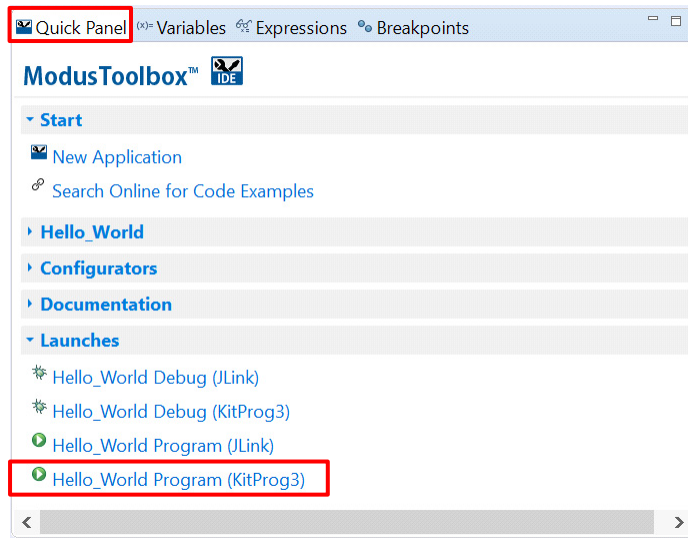 Quick Panel (x)= Variables Expressions Breakpoints
ModusToolbox™ IDE
Start
New Application
Search Online for Code Examples
Hello_World
Configurators
Documentation
Launches
Hello_World Debug (JLink)
Hello_World Debug (KitProg3)
Hello_World Program (JLink)
Hello_World Program (KitProg3)